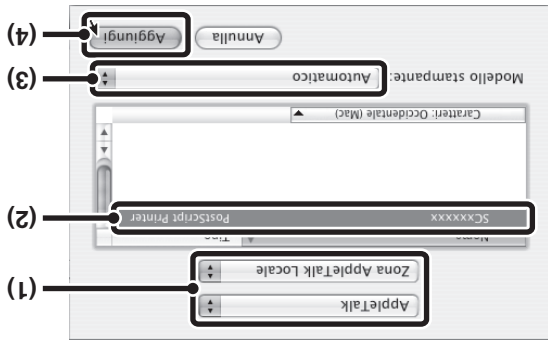 AppleTalk
(1)
Zona AppleTalk Locale
Nome Tipo
SCxxxxxx PostScript Printer (2)
Caratteri: Occidentale (Mac)
Modello stampante: Automatico (3)
Annulla Aggiungi (4)